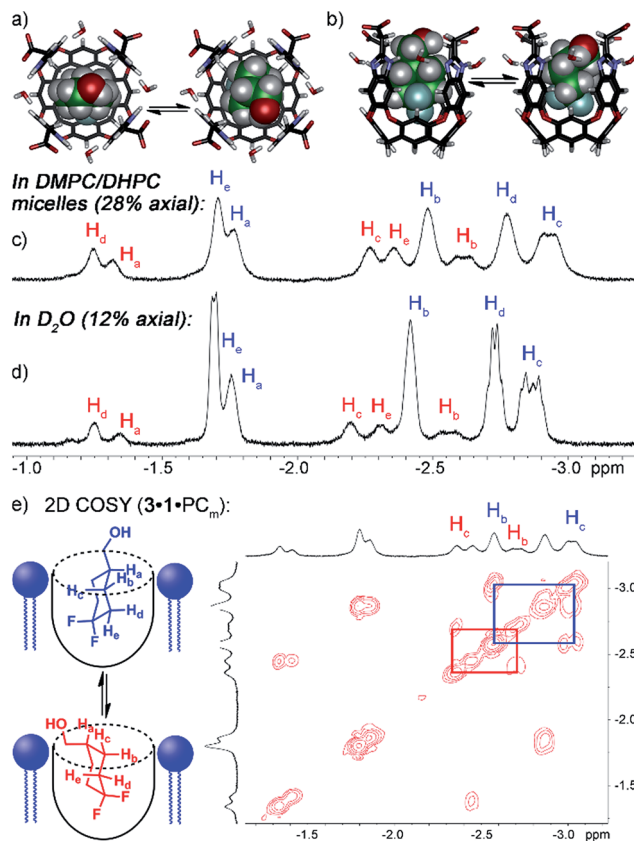 a) b)
In DMPC/DHPC
micelles (28% axial):
c)
Hd Ha He Ha Hc He Hb Hb Hd Hc
In D2O (12% axial):
d)
Hd Ha He Ha Hc He Hb Hb Hd Hc
-1.0 -1.5 -2.0 -2.5 -3.0 ppm
e) 2D COSY (3•1•PCm):
Hc Hb Hb Hc
OH
Ha
Hb
Hc
Hd
He
F
F
HO
Ha
Hc
Hb
He
Hd
F
F
-3.0
-2.5
-2.0
-1.5
-1.5 -2.0 -2.5 -3.0 ppm